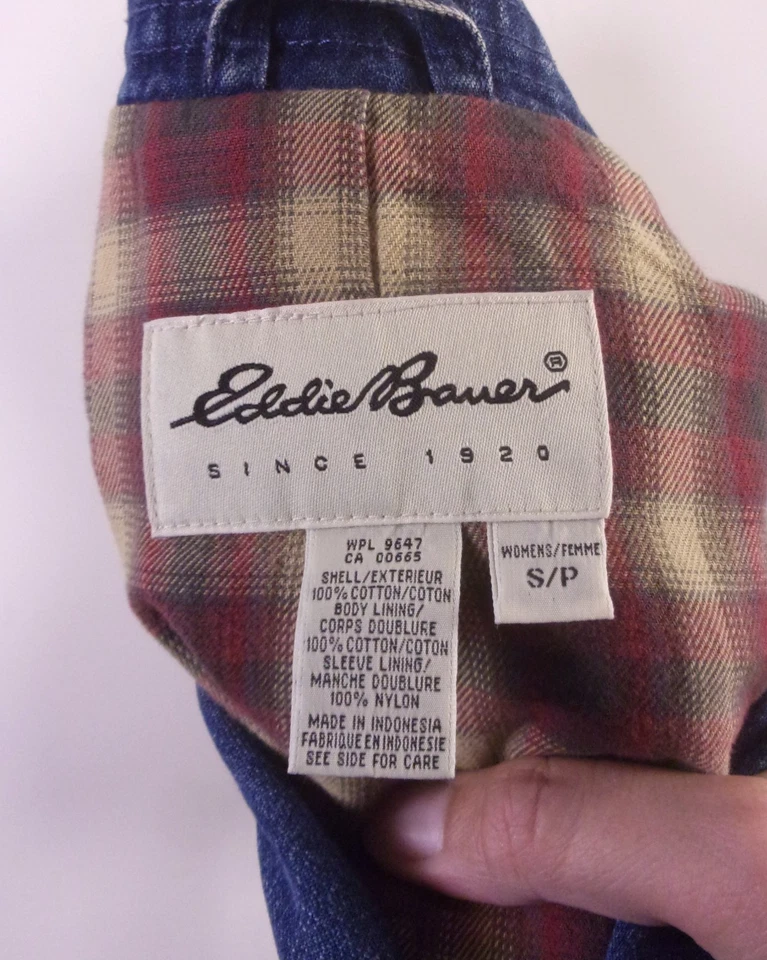 Eddie Bauer®
SINCE 1920
WPL 9647
CA 00665
SHELL/EXTERIEUR
100% COTTON/COTON
BODY LINING/
CORPS DOUBLURE
100% COTTON/COTON
SLEEVE LINING/
MANCHE DOUBLURE
100% NYLON
MADE IN INDONESIA
FABRIQUE EN INDONESIE
SEE SIDE FOR CARE
WOMENS/FEMME
S/P